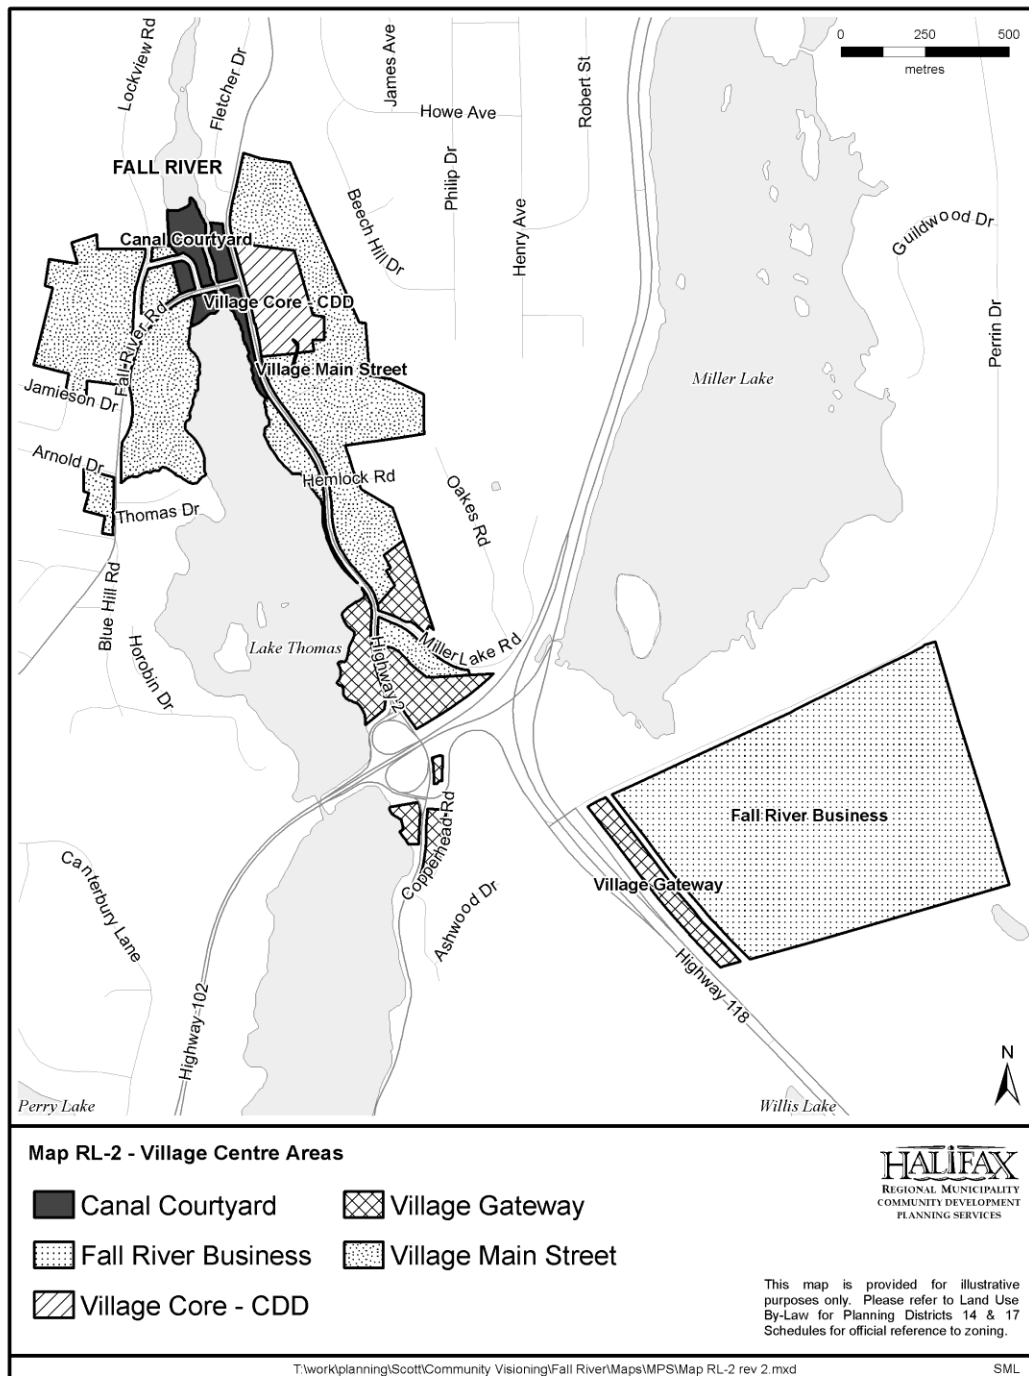 0 250 500
metres
Lockview Rd
Fletcher Dr
James Ave
Robert St
Howe Ave
FALL RIVER
Philip Dr
Beech Hill Dr
Henry Ave
Guildwood Dr
Canal Courtyard
Village Core - CDD
Fall River Rd
Perrin Dr
Village Main Street
Miller Lake
Jamieson Dr
Arnold Dr
Hemlock Rd
Oakes Rd
Thomas Dr
Blue Hill Rd
Lake Thomas
Miller Lake Rd
Highway 2
Horobin Dr
Fall River Business
Copperhead Rd
Village Gateway
Canterbury Lane
Ashwood Dr
Highway 102
Highway 118
N
Perry Lake
Willis Lake
Map RL-2 - Village Centre Areas
Canal Courtyard
Village Gateway
Fall River Business
Village Main Street
Village Core - CDD
HALIFAX
REGIONAL MUNICIPALITY
COMMUNITY DEVELOPMENT
PLANNING SERVICES
This map is provided for illustrative
purposes only. Please refer to Land Use
By-Law for Planning Districts 14 & 17
Schedules for official reference to zoning.
T:\work\planning\Scott\Community Visioning\Fall River\Maps\MPS\Map RL-2 rev 2.mxd
SML